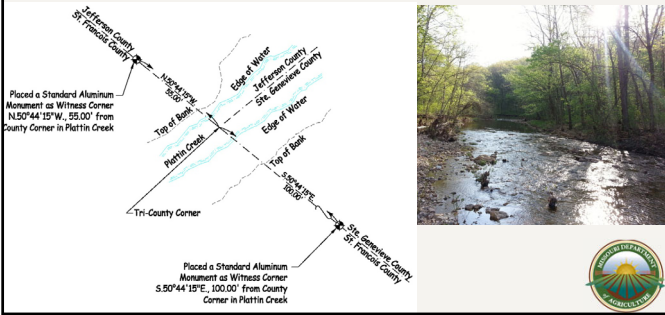 Jefferson County
St. Francois County
Placed a Standard Aluminum
Monument as Witness Corner
N.50°44'15"W., 55.00' from
County Corner in Plattin Creek
N.50°44'15"W.
55.00'
Top of Bank
Edge of Water
Jefferson County
Ste. Genevieve County
Plattin Creek
Edge of Water
Top of Bank
Tri-County Corner
S.50°44'15"E.
100.00'
Ste. Genevieve County
St. Francois County
Placed a Standard Aluminum
Monument as Witness Corner
S.50°44'15"E., 100.00' from County
Corner in Plattin Creek
MISSOURI DEPARTMENT
of AGRICULTURE